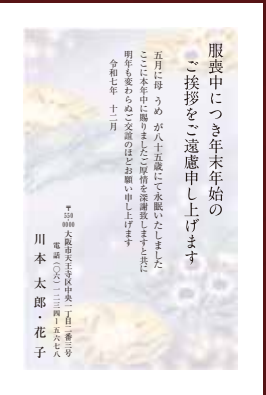 服喪中につき年末年始の
ご挨拶をご遠慮申し上げます
五月に母 うめ が八十五歳にて永眠いたしました
ここに本年中に賜りましたご厚情を深謝致しますと共に
明年も変わらぬご交誼のほどお願い申し上げます
令和七年 十二月
〒550-0000 大阪市天王寺区中央一丁目二番三号
電話(〇六)一二三四-五六七八
川本 太郎・花子